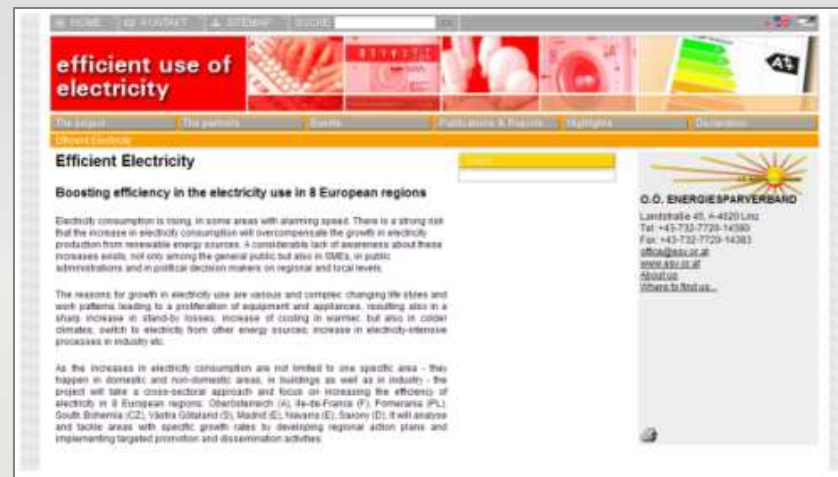 HOME KONTAKT SITEMAP SUCHE
efficient use of
electricity
A+
The project The partners Events Publications & Reports Highlights Declaration
Efficient Electricity
Efficient Electricity
Boosting efficiency in the electricity use in 8 European regions
Electricity consumption is rising, in some areas with alarming speed. There is a strong risk
that the increase in electricity consumption will overcompensate the growth in electricity
production from renewable energy sources. A considerable lack of awareness about these
increases exists, not only among the general public but also in SMEs, in public
administrations and in political decision makers on regional and local levels.
The reasons for growth in electricity use are various and complex: changing life styles and
work patterns leading to a proliferation of equipment and appliances, resulting also in a
sharp increase in stand-by losses; increase of cooling in warmer, but also in colder
climates; switch to electricity from other energy sources; increase in electricity-intensive
processes in industry etc.
As the increases in electricity consumption are not limited to one specific area - they
happen in domestic and non-domestic areas, in buildings as well as in industry - the
project will take a cross-sectoral approach and focus on increasing the efficiency of
electricity in 8 European regions: Oberösterreich (A), Ile-de-France (F), Pomerania (PL),
South Bohemia (CZ), Västra Götaland (S), Madrid (E), Navarra (E), Saxony (D). It will analyse
and tackle areas with specific growth rates by developing regional action plans and
implementing targeted promotion and dissemination activities.
O.Ö. ENERGIESPARVERBAND
Landstraße 45, A-4020 Linz
Tel: +43-732-7720-14380
Fax: +43-732-7720-14383
office@esv.or.at
www.esv.or.at
About us
Where to find us...